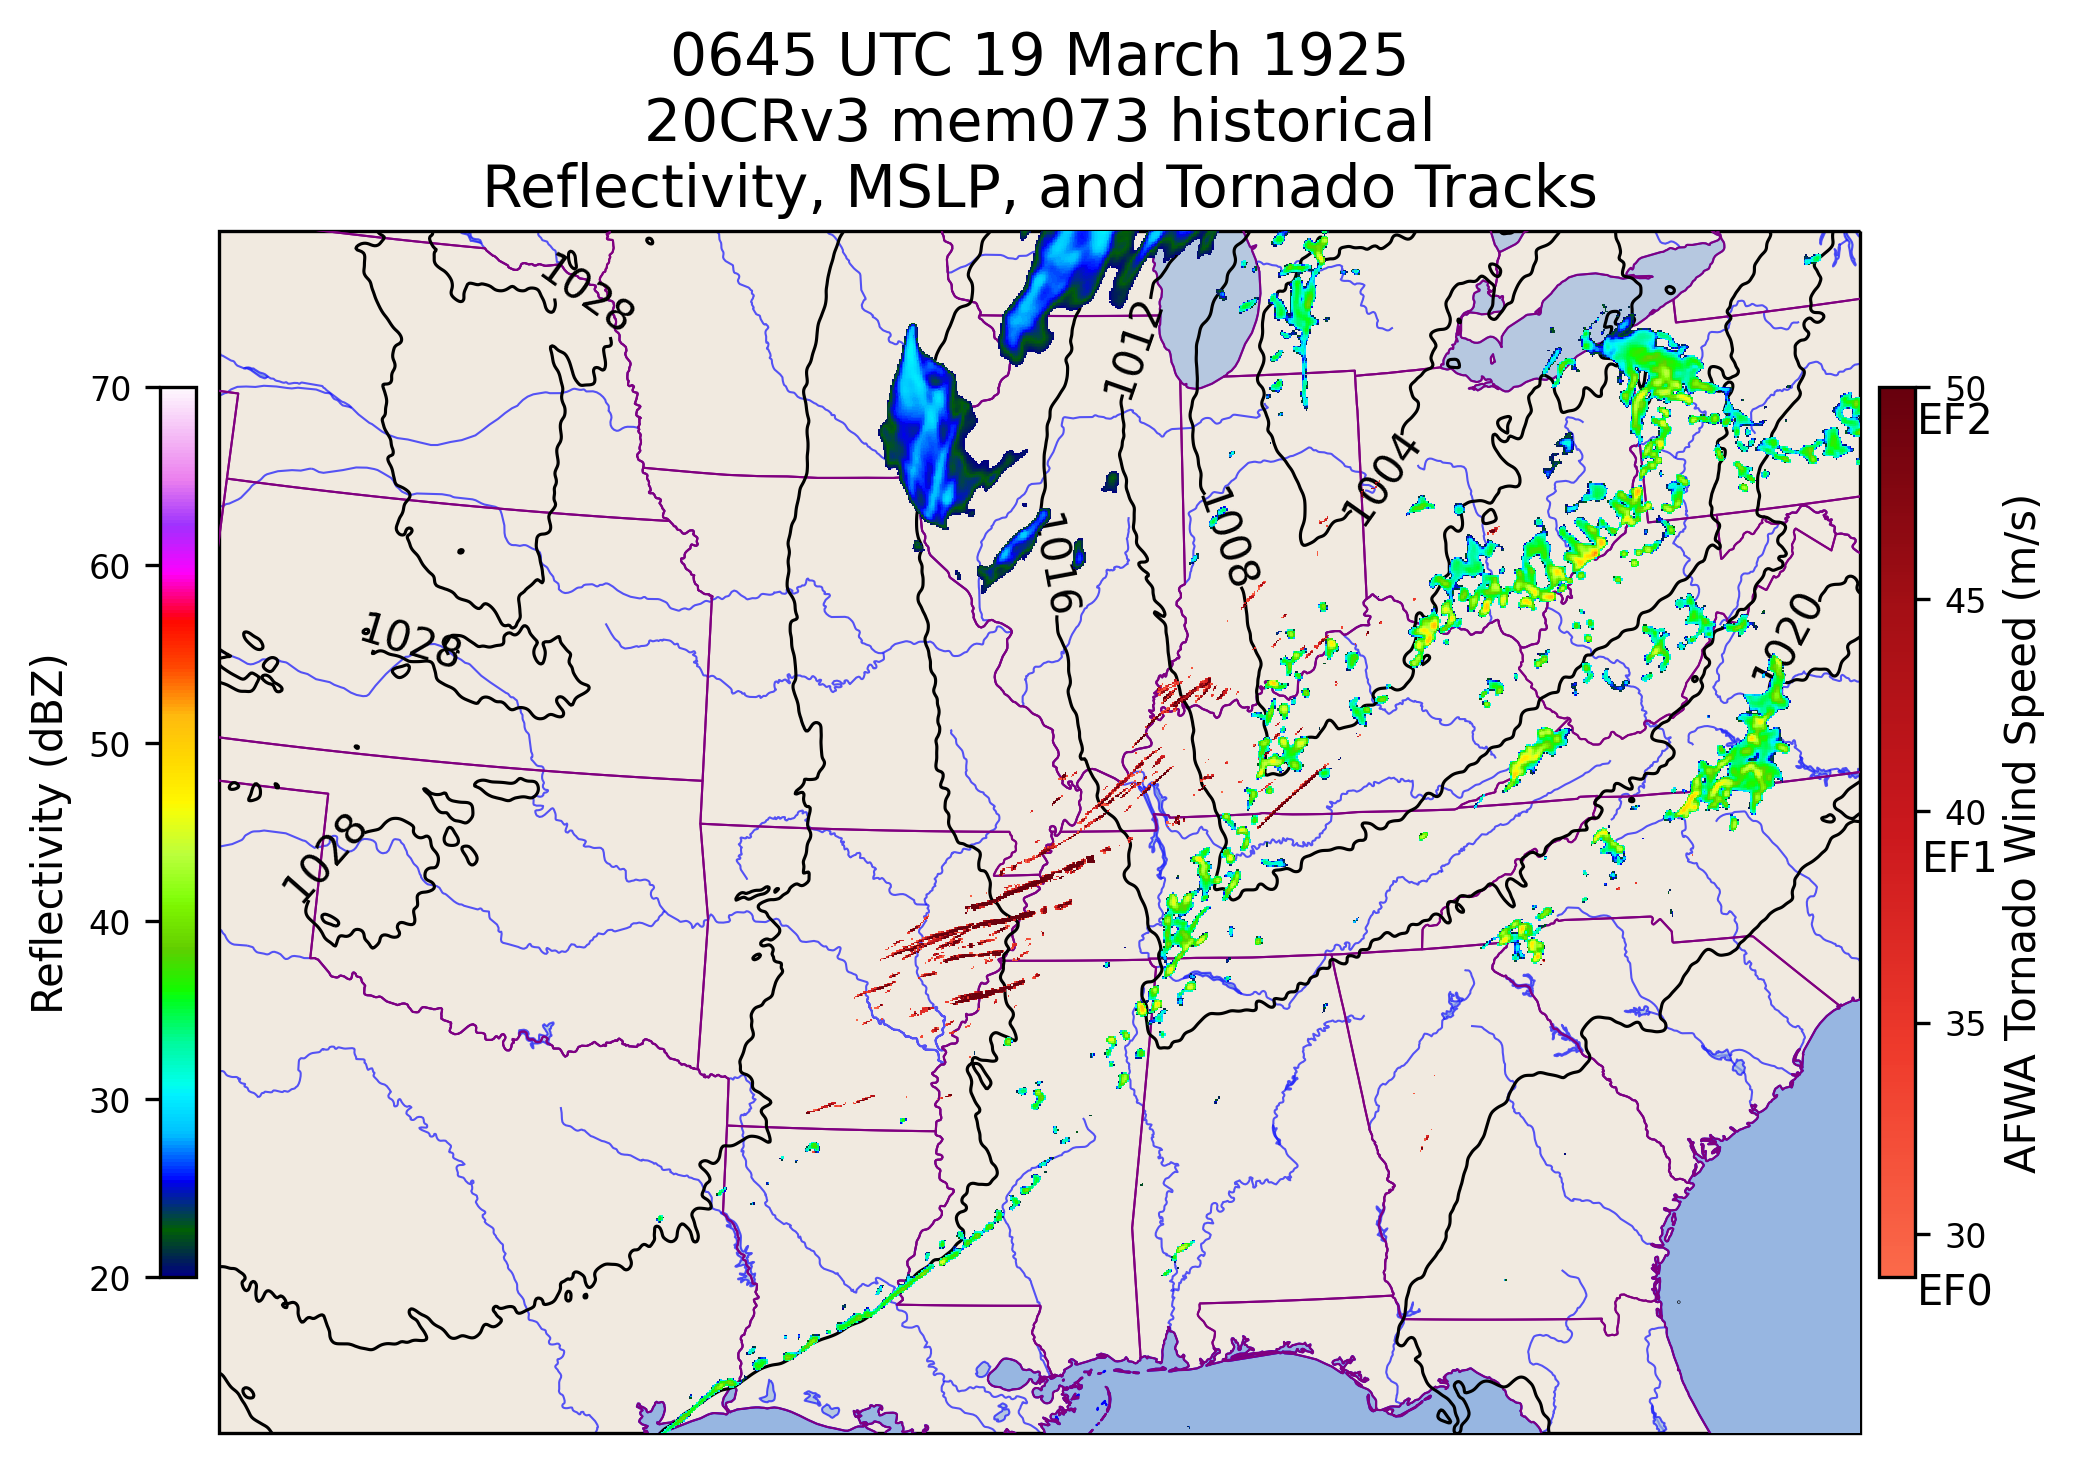 0645 UTC 19 March 1925
20CRv3 mem073 historical
Reflectivity, MSLP, and Tornado Tracks
Reflectivity (dBZ)
70
60
50
40
30
20
1028
1012
1004
1016
1008
1028
1020
1028
50
EF2
45
40
EF1
35
30
EF0
AFWA Tornado Wind Speed (m/s)